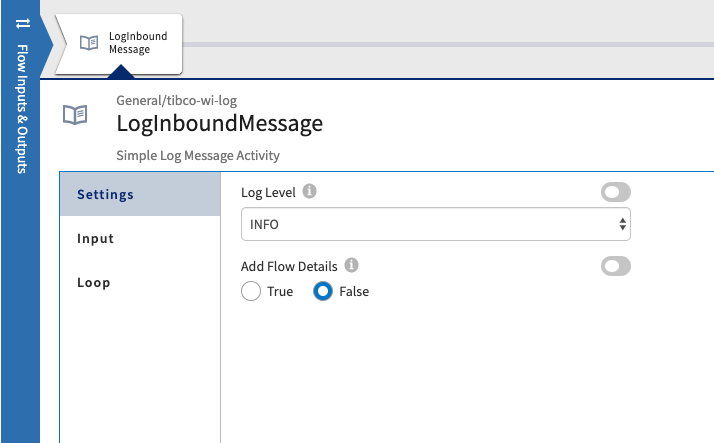 Flow Inputs & Outputs
LogInbound
Message
General/tibco-wi-log
LogInboundMessage
Simple Log Message Activity
Settings
Input
Loop
Log Level
INFO
Add Flow Details
True False